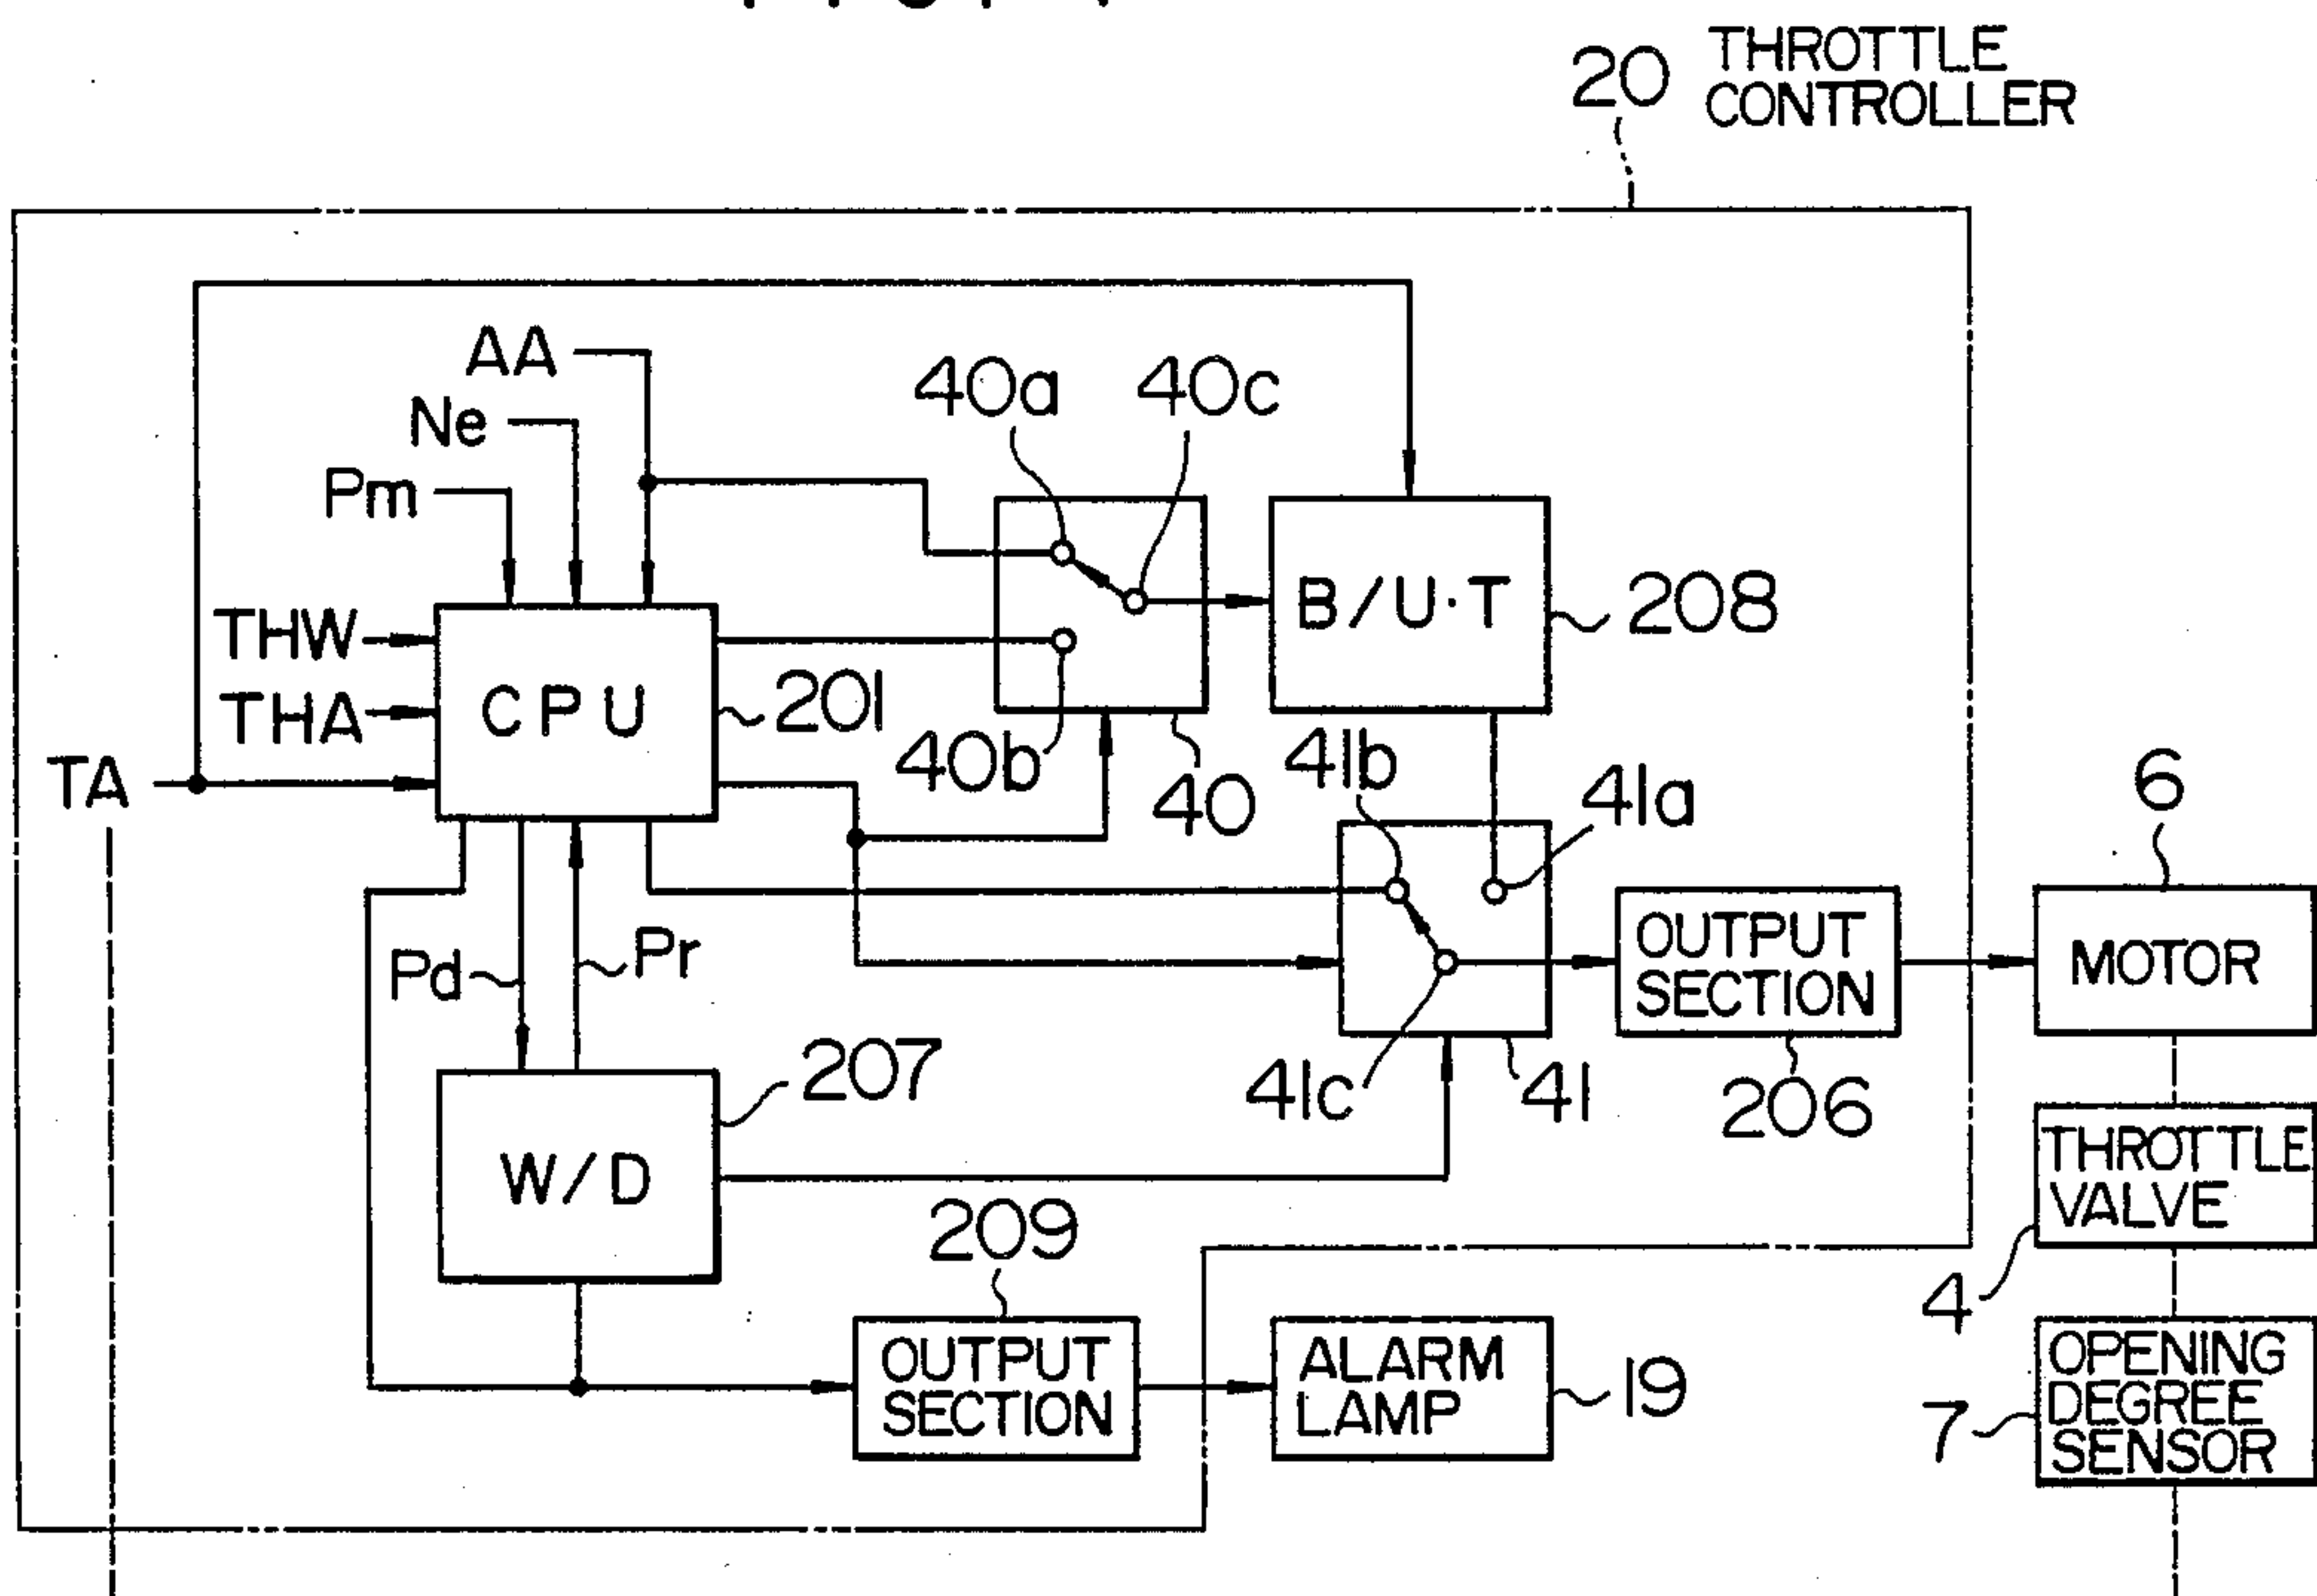 20 THROTTLE
CONTROLLER
AA
Ne
Pm
THW
THA
TA
40a
40c
B/U·T
208
CPU
201
40b
40
41b
41a
6
Pd
Pr
OUTPUT
SECTION
MOTOR
207
41c
41
206
W/D
THROTTLE
VALVE
209
4
OUTPUT
SECTION
ALARM
LAMP
19
OPENING
DEGREE
SENSOR
7